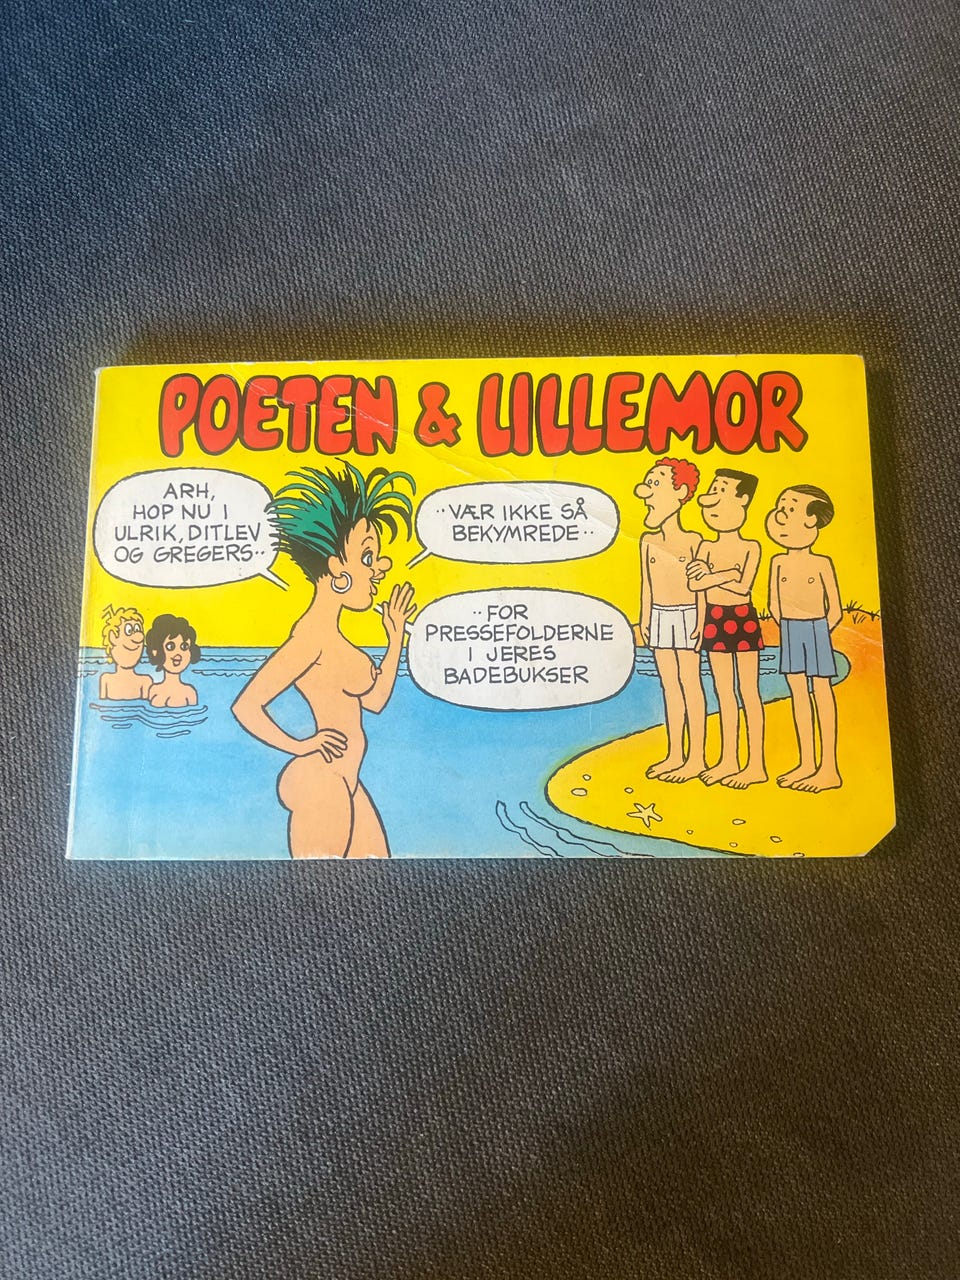 POETEN & LILLEMOR
ARH,
HOP NU I
ULRIK, DITLEV
OG GREGERS..
..VÆR IKKE SÅ
BEKYMREDE..
..FOR
PRESSEFOLDERNE
I JERES
BADEBUKSER